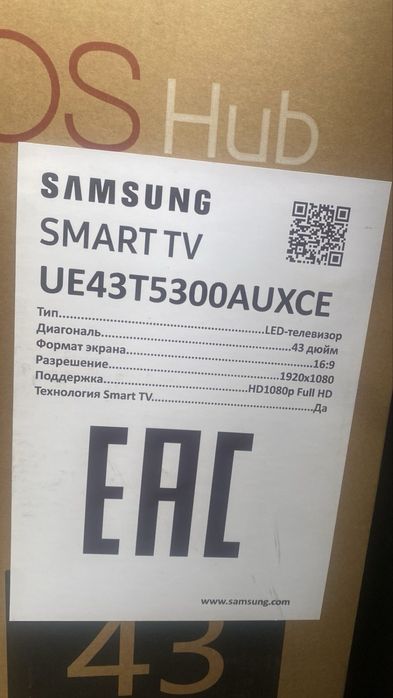 OS Hub
SAMSUNG
SMART TV
UE43T5300AUXCE
Тип..........LED-телевизор
Диагональ..........43 дюйм
Формат экрана..........16:9
Разрешение..........1920x1080
Поддержка..........HD1080p Full HD
Технология Smart TV..........Да
EAC
www.samsung.com
43